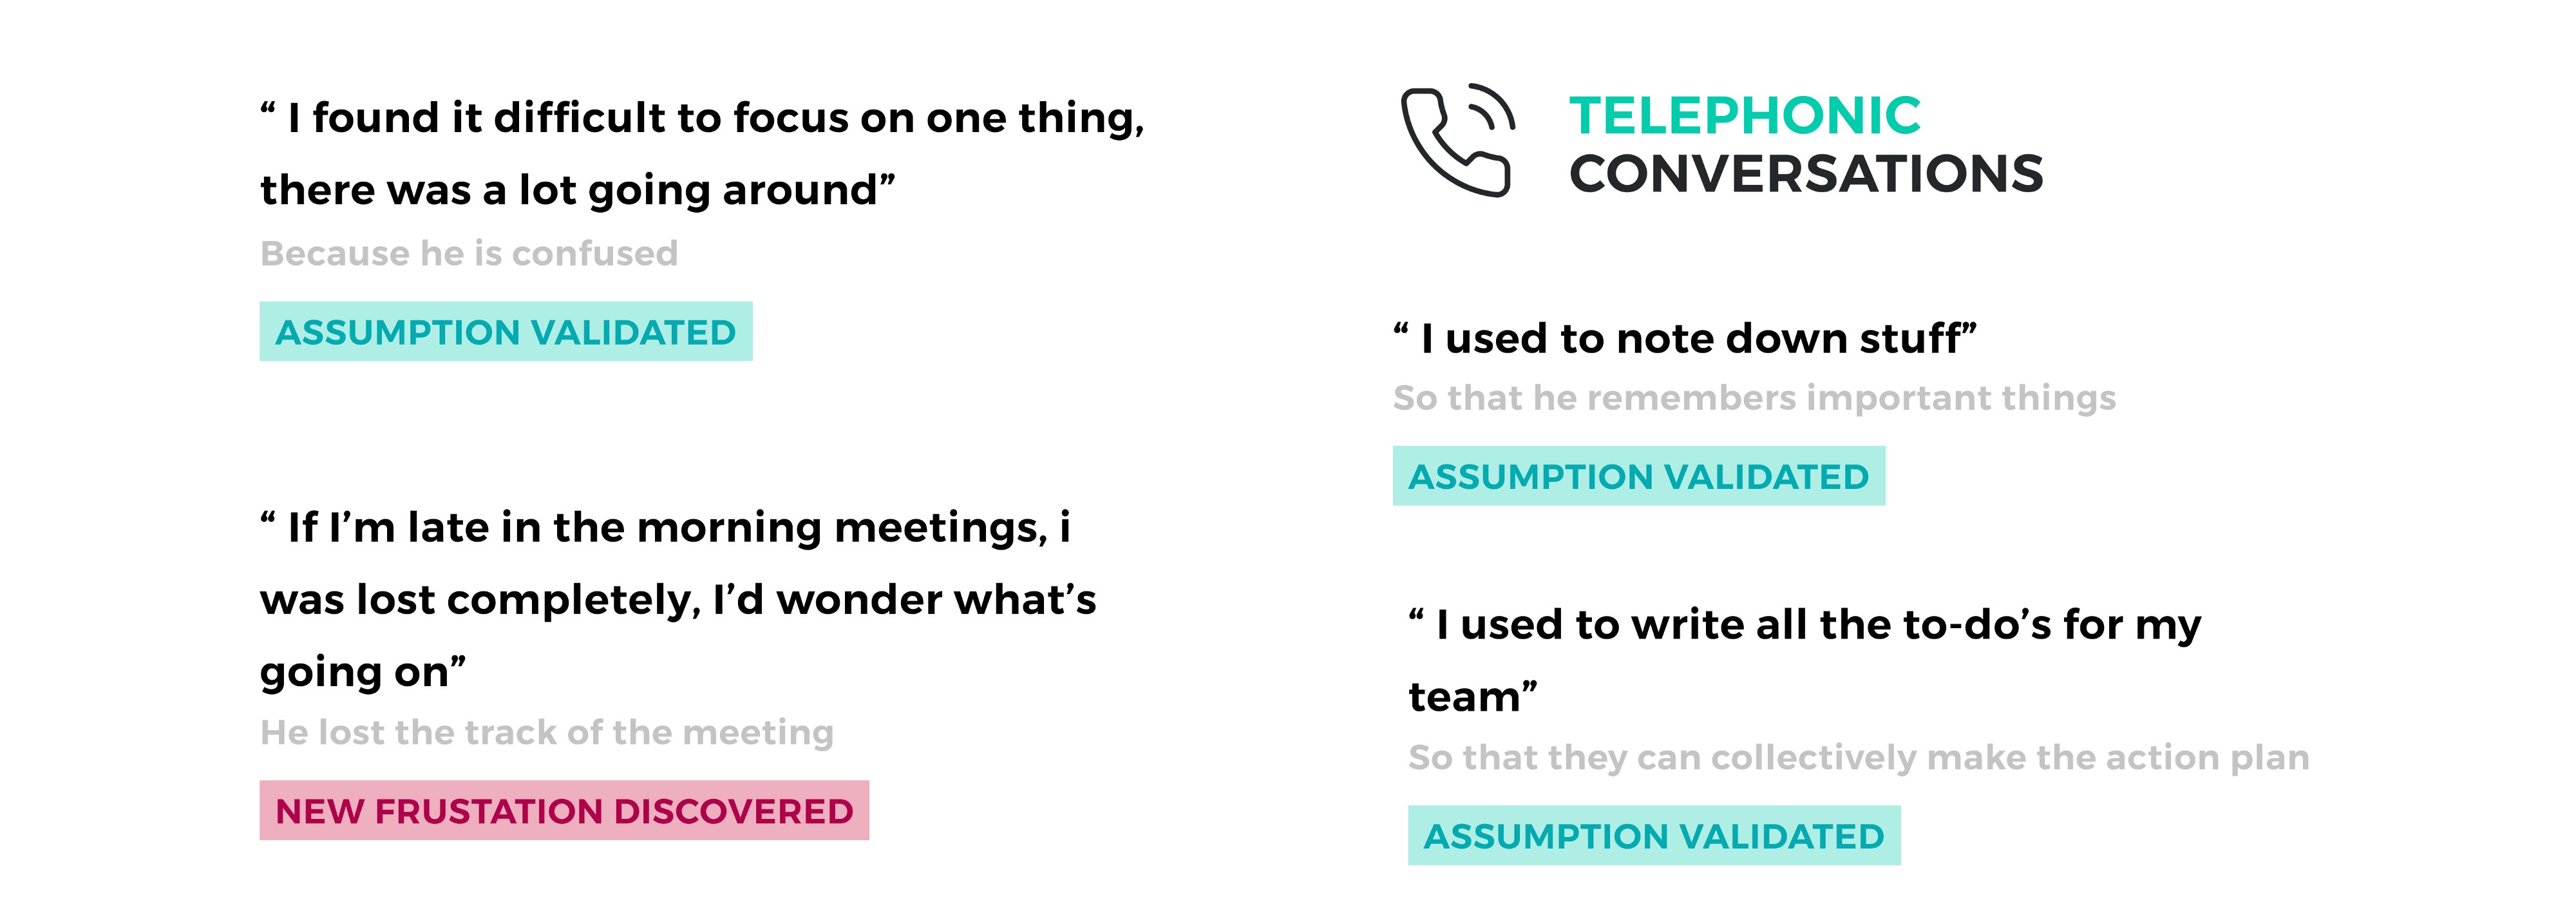 “ I found it difficult to focus on one thing,
there was a lot going around”
Because he is confused
ASSUMPTION VALIDATED
“ If I’m late in the morning meetings, i
was lost completely, I’d wonder what’s
going on”
He lost the track of the meeting
NEW FRUSTATION DISCOVERED
TELEPHONIC
CONVERSATIONS
“ I used to note down stuff”
So that he remembers important things
ASSUMPTION VALIDATED
“ I used to write all the to-do’s for my
team”
So that they can collectively make the action plan
ASSUMPTION VALIDATED